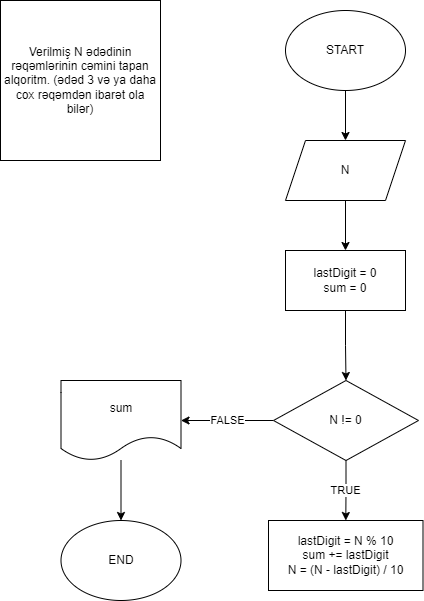 Verilmiş N ədədinin
rəqəmlərinin cəmini tapan
alqoritm. (ədəd 3 və ya daha
cox rəqəmdən ibarət ola
bilər)
START
N
lastDigit = 0
sum = 0
N != 0
FALSE
sum
TRUE
END
lastDigit = N % 10
sum += lastDigit
N = (N - lastDigit) / 10